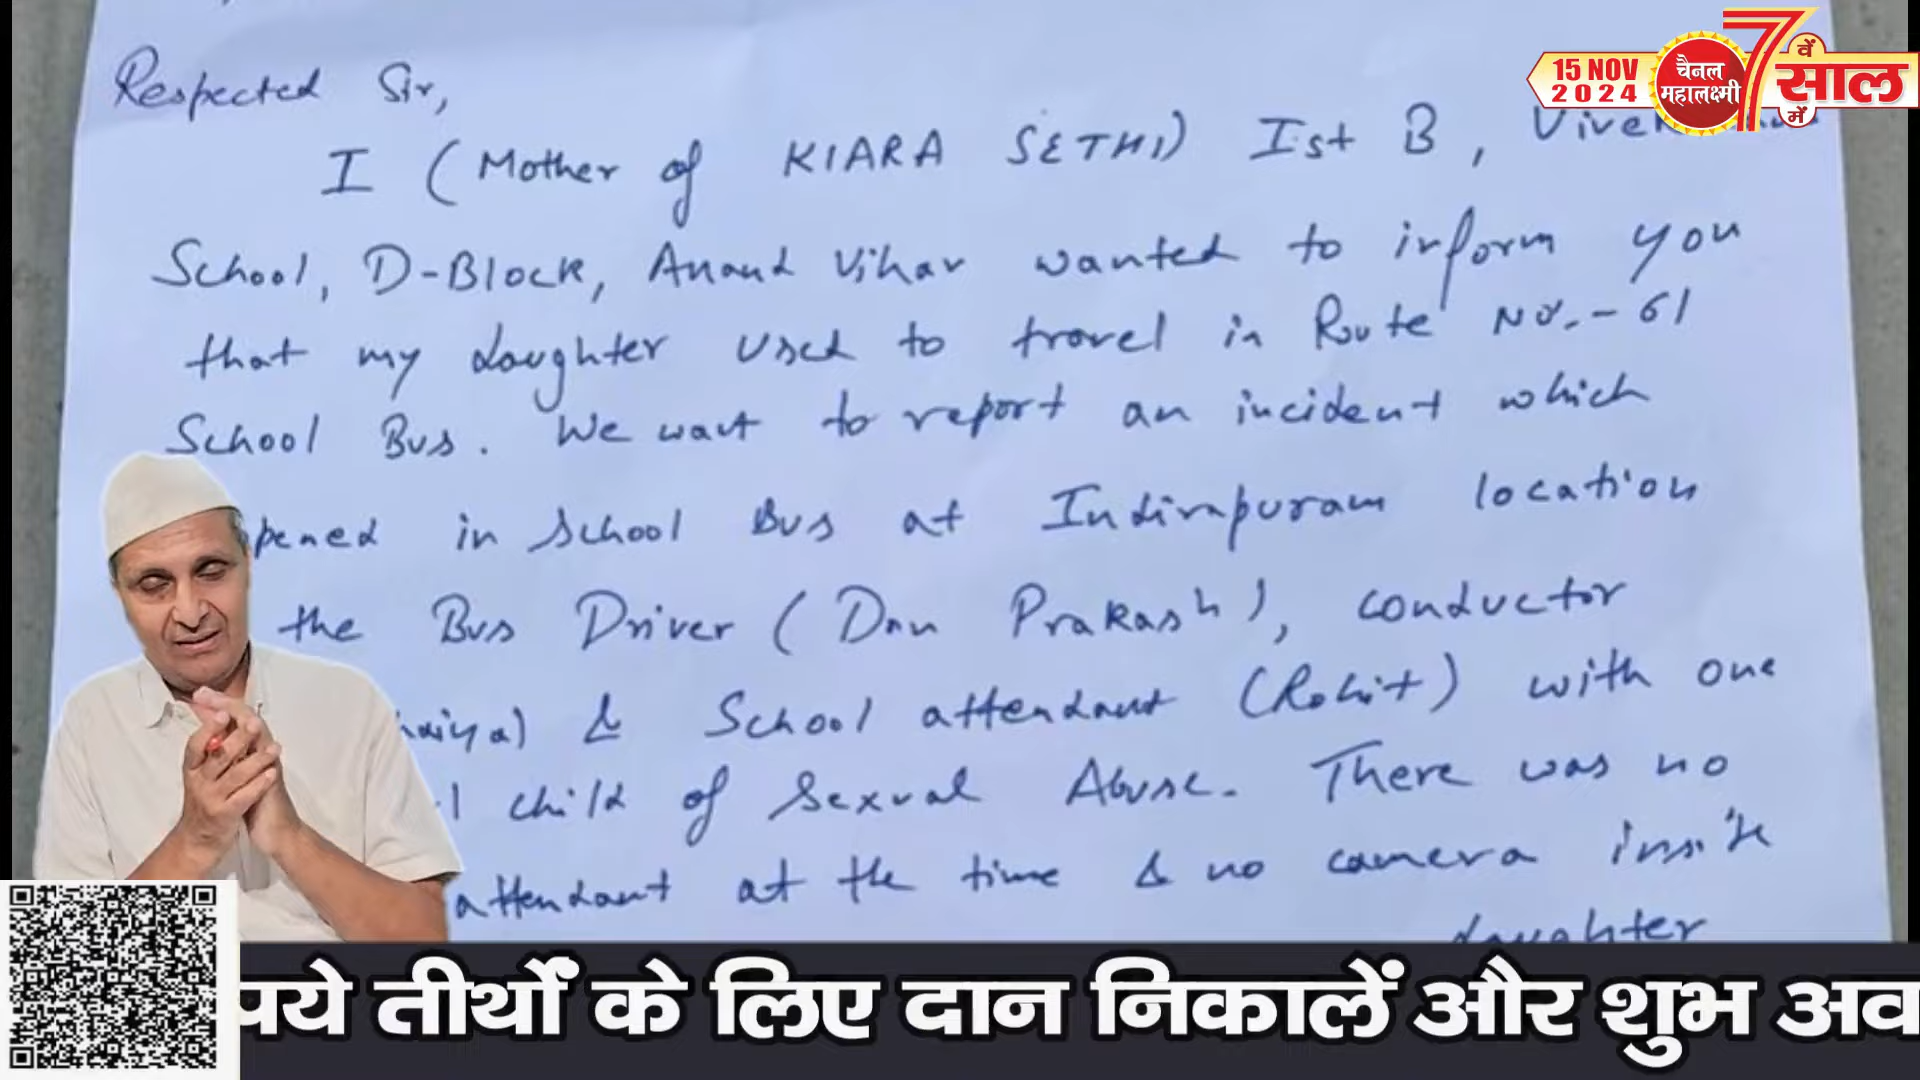 15 NOV
2024
चैनल
महालक्ष्मी
7 वें
साल
में
Respected Sir,
I (Mother of KIARA SETHI) Ist B,
School, D-Block, Anand Vihar wanted to inform you
that my daughter used to travel in Route No.- 61
School Bus. We want to report an incident which
in School Bus at Indirapuram location
the Bus Driver ( Prakash), conductor
& School attendant (Rohit) with one
child of Sexual Abuse. There was no
attendant at the time & no camera inside
daughter
तीर्थों के लिए दान निकालें और शुभ